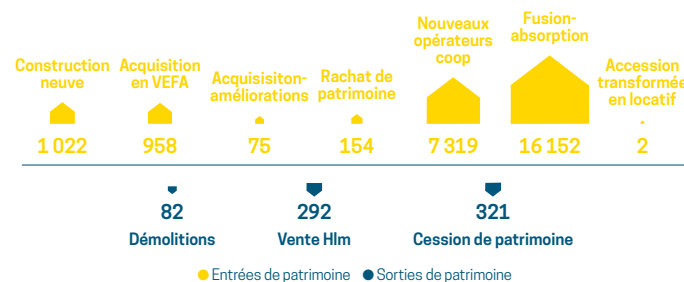 Construction
neuve
1 022
Acquisition
en VEFA
958
Acquisisiton-
améliorations
75
Rachat de
patrimoine
154
Nouveaux
opérateurs
coop
7 319
Fusion-
absorption
16 152
Accession
transformée
en locatif
2
82
Démolitions
292
Vente Hlm
321
Cession de patrimoine
Entrées de patrimoine
Sorties de patrimoine